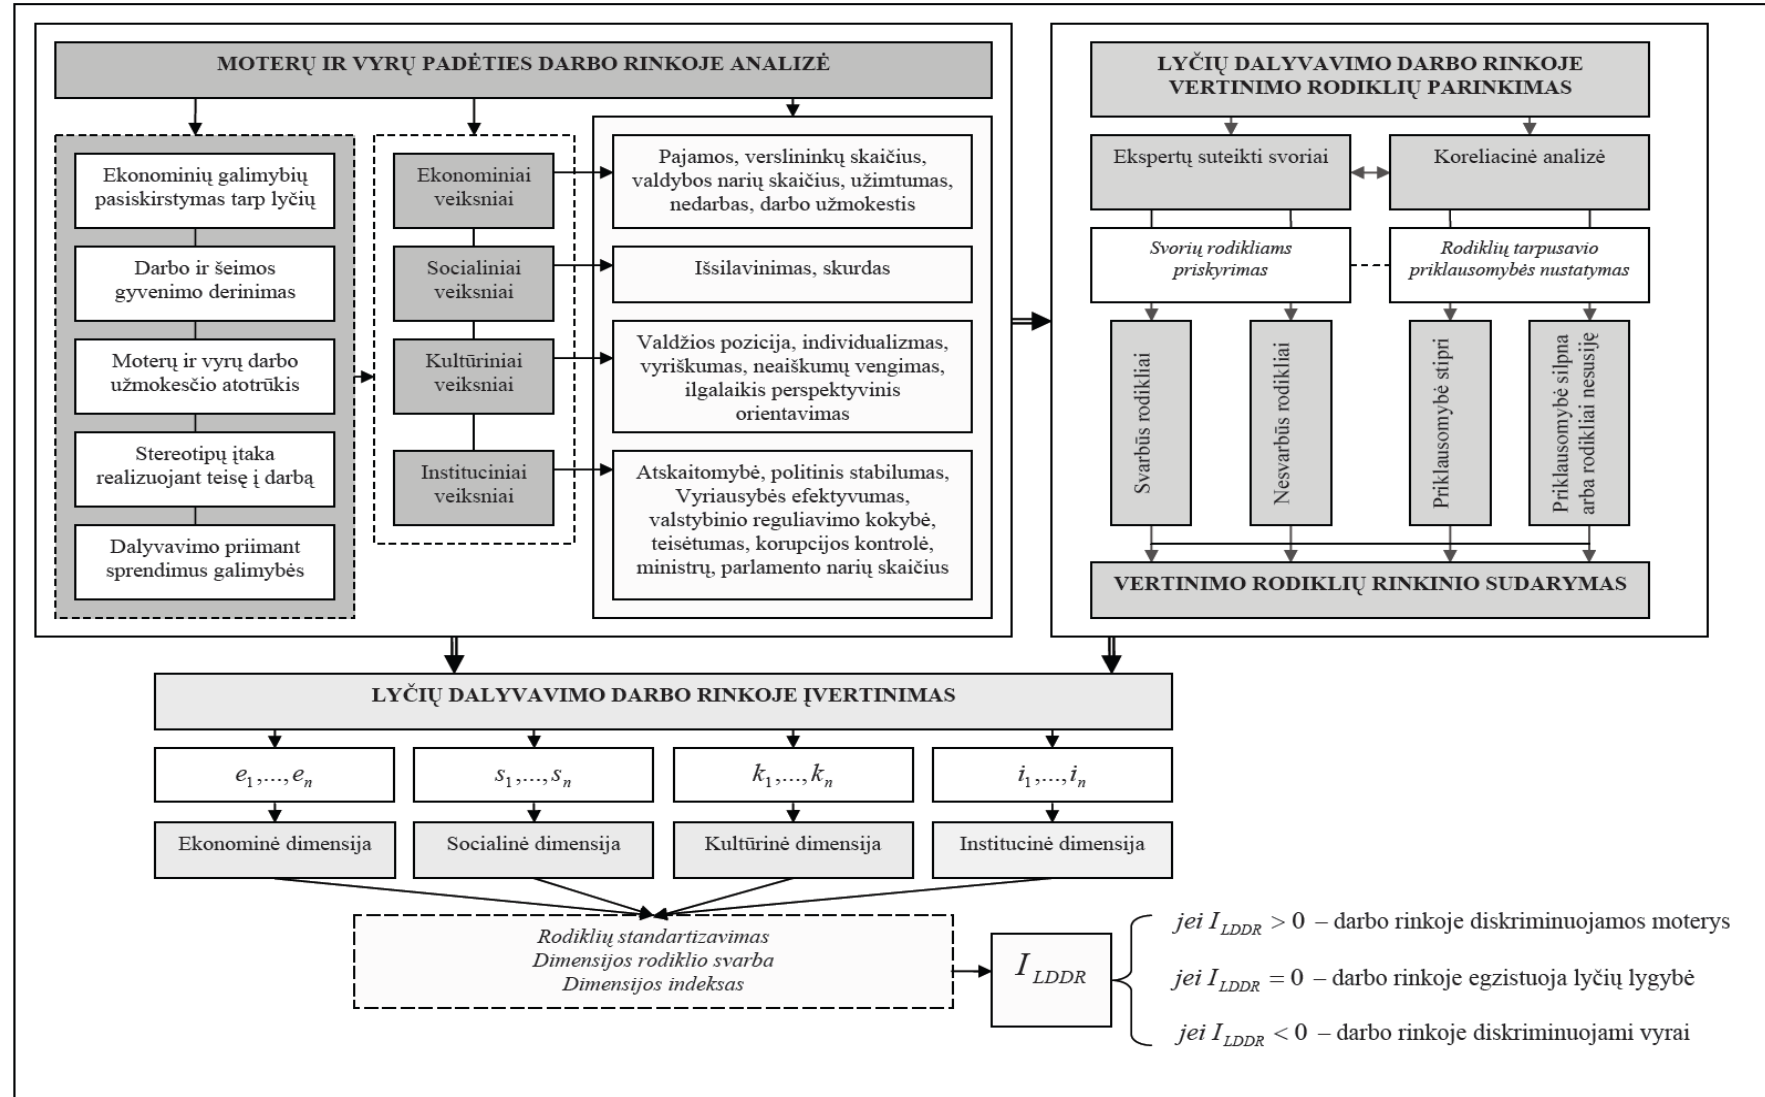 MOTERŲ IR VYRŲ PADĖTIES DARBO RINKOJE ANALIZĖ
Ekonominių galimybių
pasiskirstymas tarp lyčių
Darbo ir šeimos
gyvenimo derinimas
Moterų ir vyrų darbo
užmokesčio atotrūkis
Stereotipų įtaka
realizuojant teisę į darbą
Dalyvavimo priimant
sprendimus galimybės
Ekonominiai
veiksniai
Socialiniai
veiksniai
Kultūriniai
veiksniai
Instituciniai
veiksniai
Pajamos, verslininkų skaičius,
valdybos narių skaičius, užimtumas,
nedarbas, darbo užmokestis
Išsilavinimas, skurdas
Valdžios pozicija, individualizmas,
vyriškumas, neaiškumų vengimas,
ilgalaikis perspektyvinis
orientavimas
Atskaitomybė, politinis stabilumas,
Vyriausybės efektyvumas,
valstybinio reguliavimo kokybė,
teisėtumas, korupcijos kontrolė,
ministrų, parlamento narių skaičius
LYČIŲ DALYVAVIMO DARBO RINKOJE
VERTINIMO RODIKLIŲ PARINKIMAS
Ekspertų suteikti svoriai
Koreliacinė analizė
Svorių rodikliams
priskyrimas
Rodiklių tarpusavio
priklausomybės nustatymas
Svarbūs rodikliai
Nesvarbūs rodikliai
Priklausomybė stipri
Priklausomybė silpna
arba rodikliai nesusiję
VERTINIMO RODIKLIŲ RINKINIO SUDARYMAS
LYČIŲ DALYVAVIMO DARBO RINKOJE ĮVERTINIMAS
e₁,...,eₙ
s₁,...,sₙ
k₁,...,kₙ
i₁,...,iₙ
Ekonominė dimensija
Socialinė dimensija
Kultūrinė dimensija
Institucinė dimensija
Rodiklių standartizavimas
Dimensijos rodiklio svarba
Dimensijos indeksas
I LDDR
jei I LDDR > 0 – darbo rinkoje diskriminuojamos moterys
jei I LDDR = 0 – darbo rinkoje egzistuoja lyčių lygybė
jei I LDDR < 0 – darbo rinkoje diskriminuojami vyrai